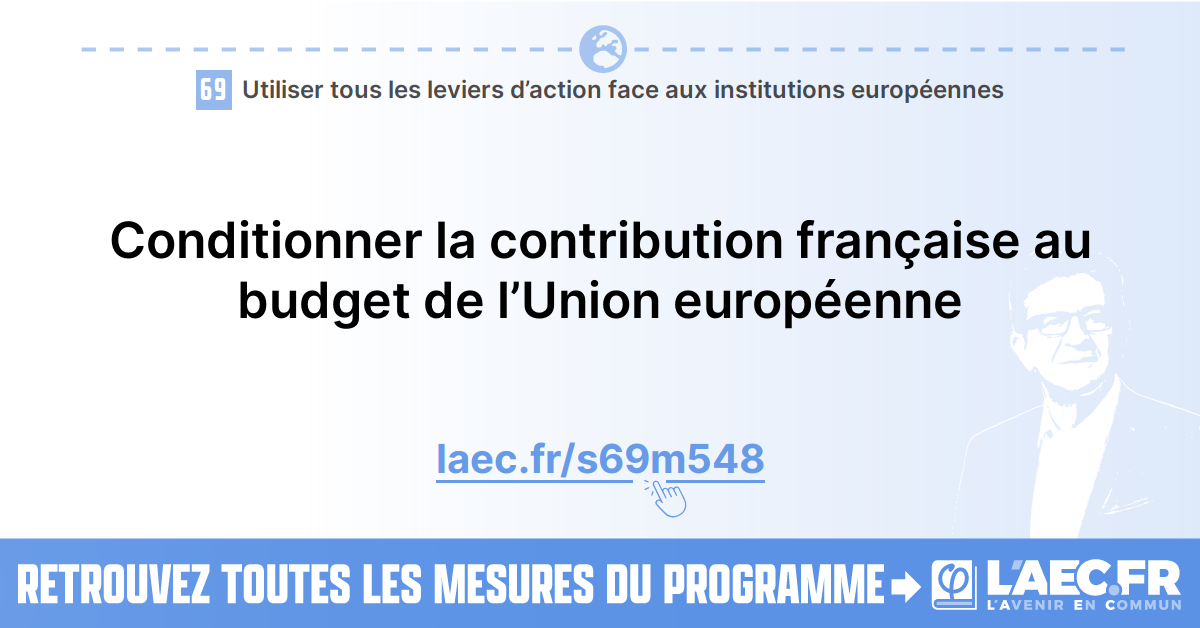 69 Utiliser tous les leviers d’action face aux institutions européennes
Conditionner la contribution française au
budget de l’Union européenne
laec.fr/s69m548
RETROUVEZ TOUTES LES MESURES DU PROGRAMME
φ L'AEC.FR
L'AVENIR EN COMMUN